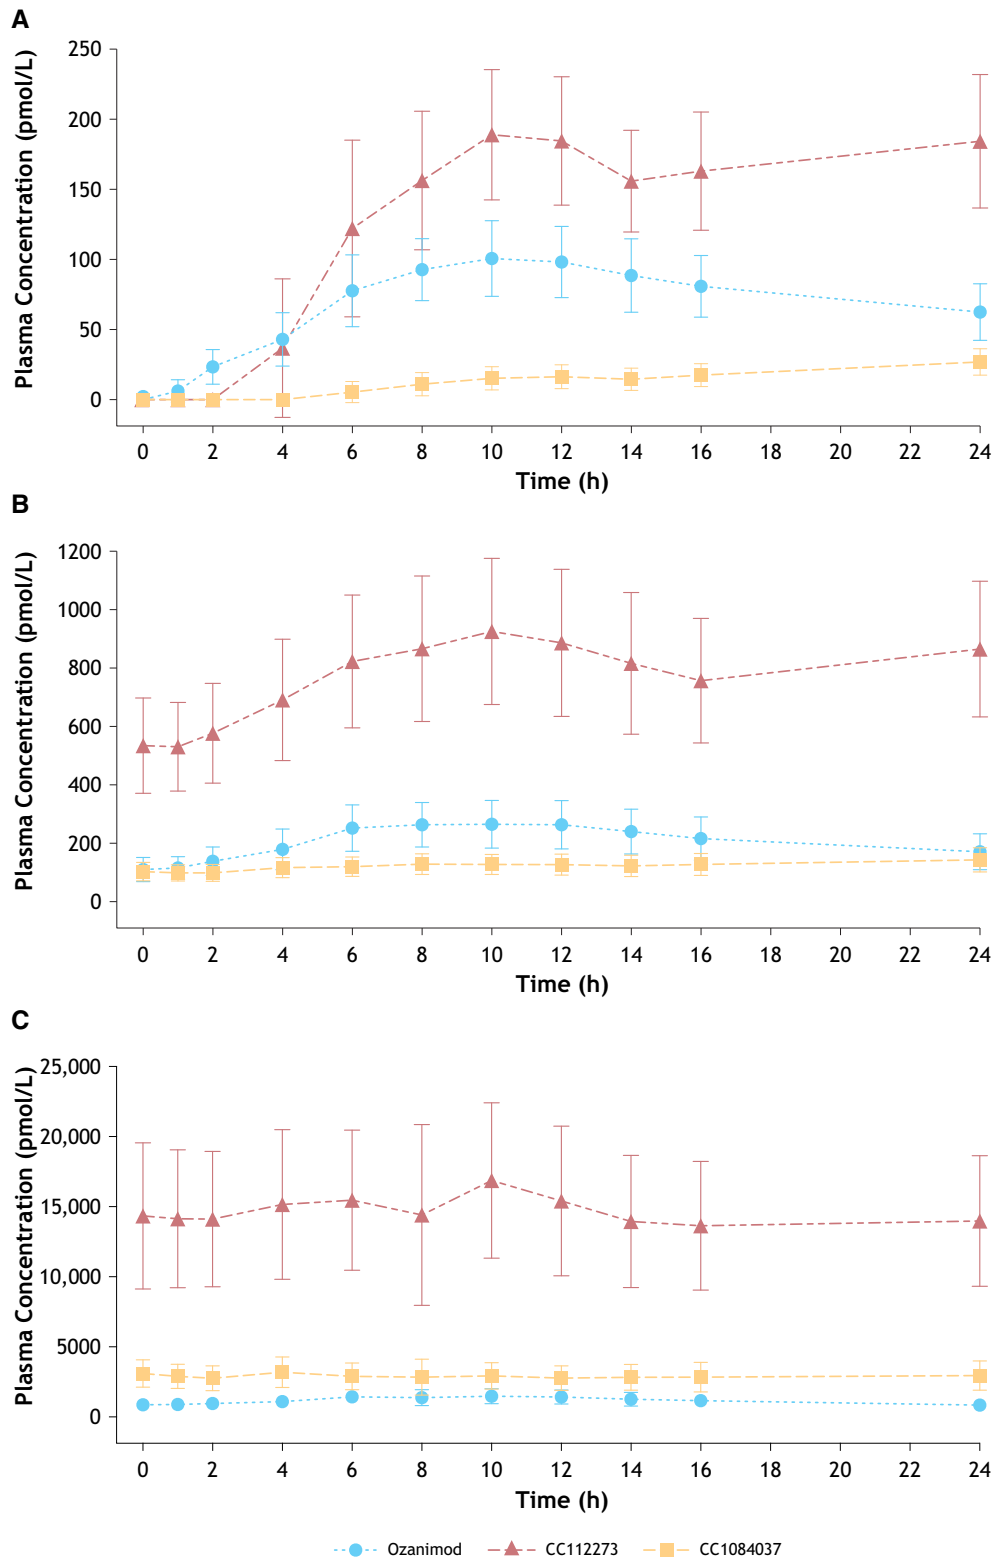 A
Plasma Concentration (pmol/L)
250
200
150
100
50
0
0 2 4 6 8 10 12 14 16 18 20 22 24
Time (h)
B
Plasma Concentration (pmol/L)
1200
1000
800
600
400
200
0
0 2 4 6 8 10 12 14 16 18 20 22 24
Time (h)
C
Plasma Concentration (pmol/L)
25,000
20,000
15,000
10,000
5000
0
0 2 4 6 8 10 12 14 16 18 20 22 24
Time (h)
Ozanimod CC112273 CC1084037